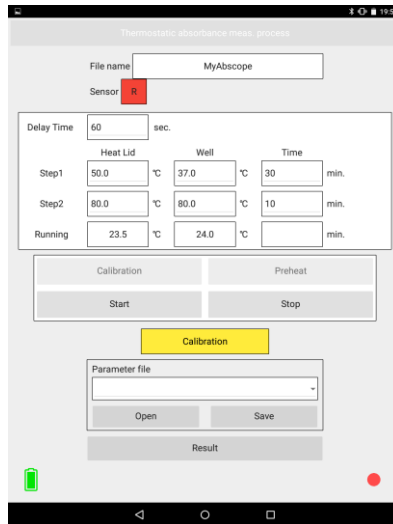 19:5
Thermostatic absorbance meas. process
File name MyAbscope
Sensor R
Delay Time 60 sec.
Heat Lid Well Time
Step1 50.0 ℃ 37.0 ℃ 30 min.
Step2 80.0 ℃ 80.0 ℃ 10 min.
Running 23.5 ℃ 24.0 ℃ min.
Calibration Preheat
Start Stop
Calibration
Parameter file
Open Save
Result